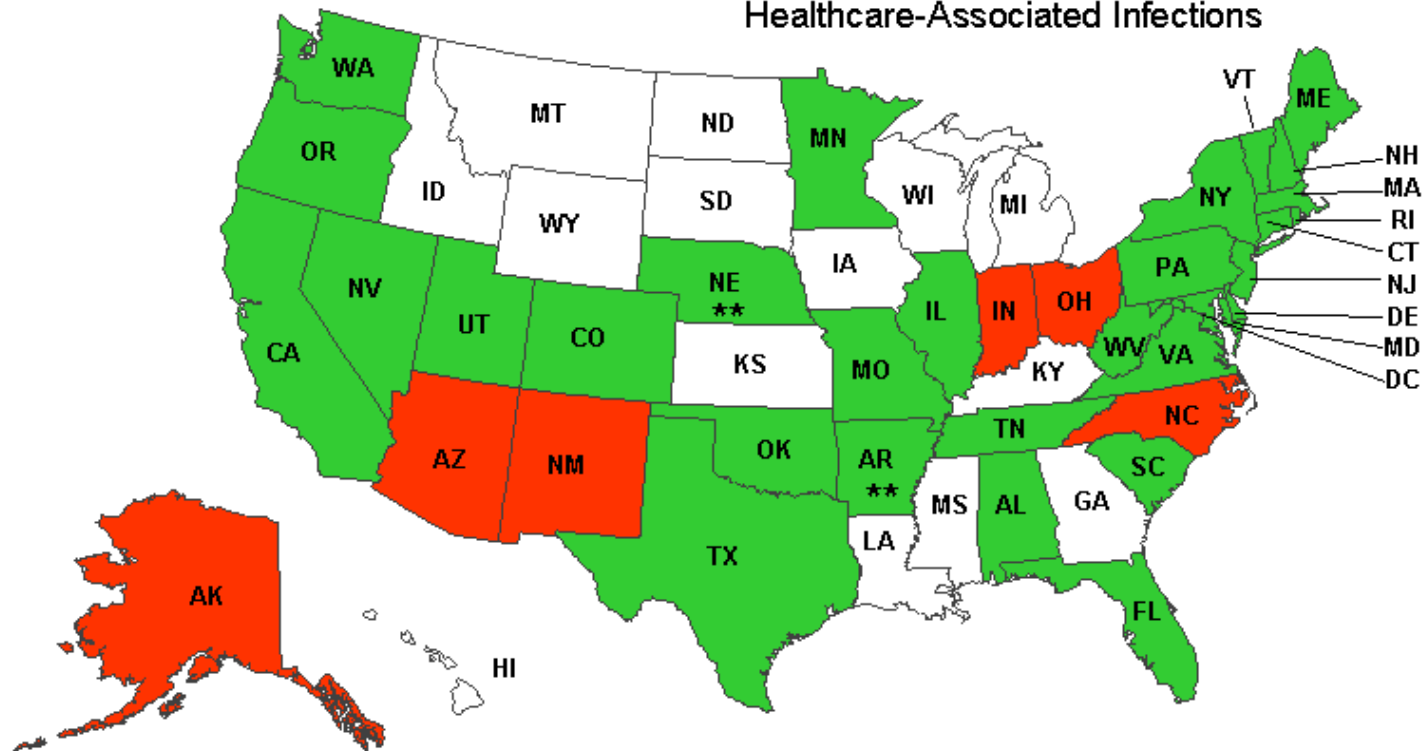 Healthcare-Associated Infections
WA
MT
ND
MN
VT
ME
OR
ID
SD
WI
MI
NY
NH
MA
WY
RI
CT
IA
PA
NJ
NV
NE
**
IL
IN
OH
DE
UT
CO
MD
CA
KS
MO
WV
VA
KY
DC
NC
AZ
NM
OK
AR
**
TN
SC
MS
AL
GA
LA
TX
AK
FL
HI